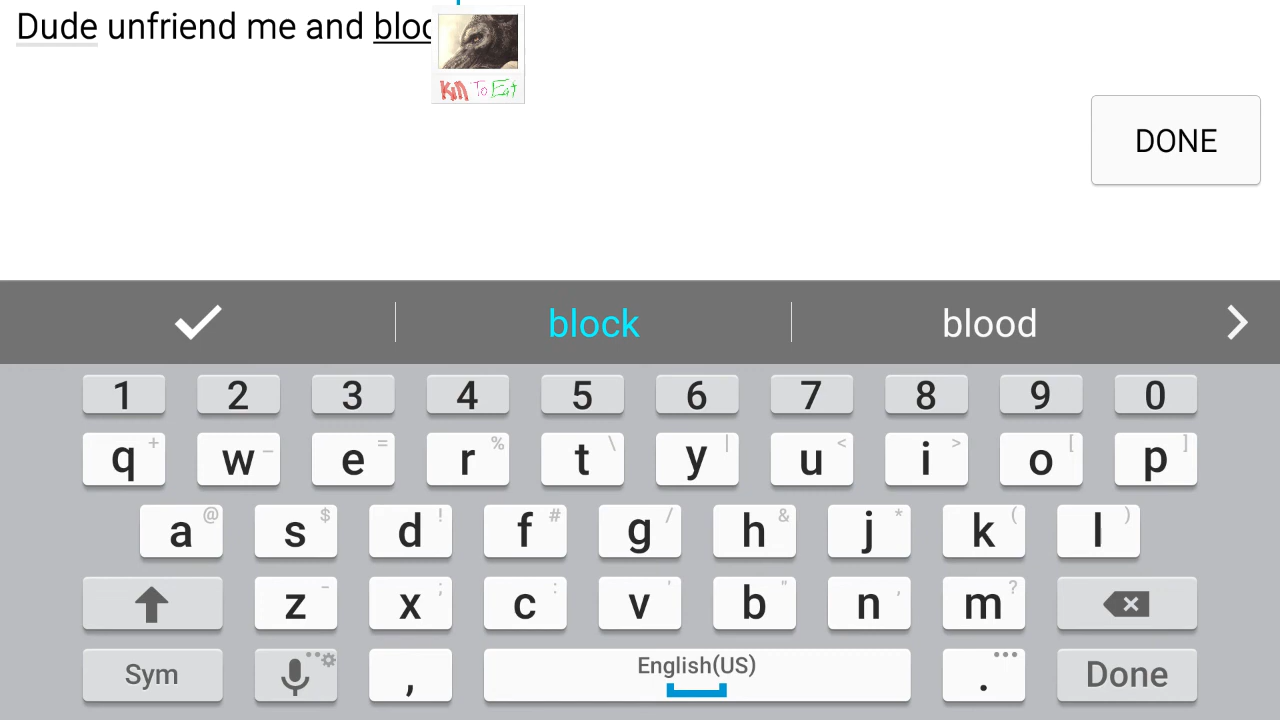 Dude unfriend me and bloc
Kill To Eat
DONE
block blood
1 2 3 4 5 6 7 8 9 0
q + w _ e = r % t \ y | u < i > o [ p ]
a @ s $ d ! f # g / h & j * k ( l )
z - x ; c : v ' b " n , m ?
Sym , English(US) . Done